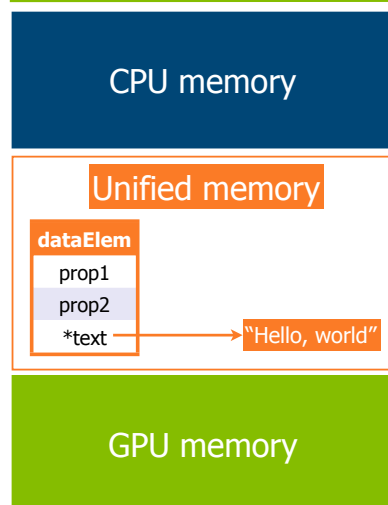 CPU memory
Unified memory
dataElem
prop1
prop2
*text
“Hello, world”
GPU memory